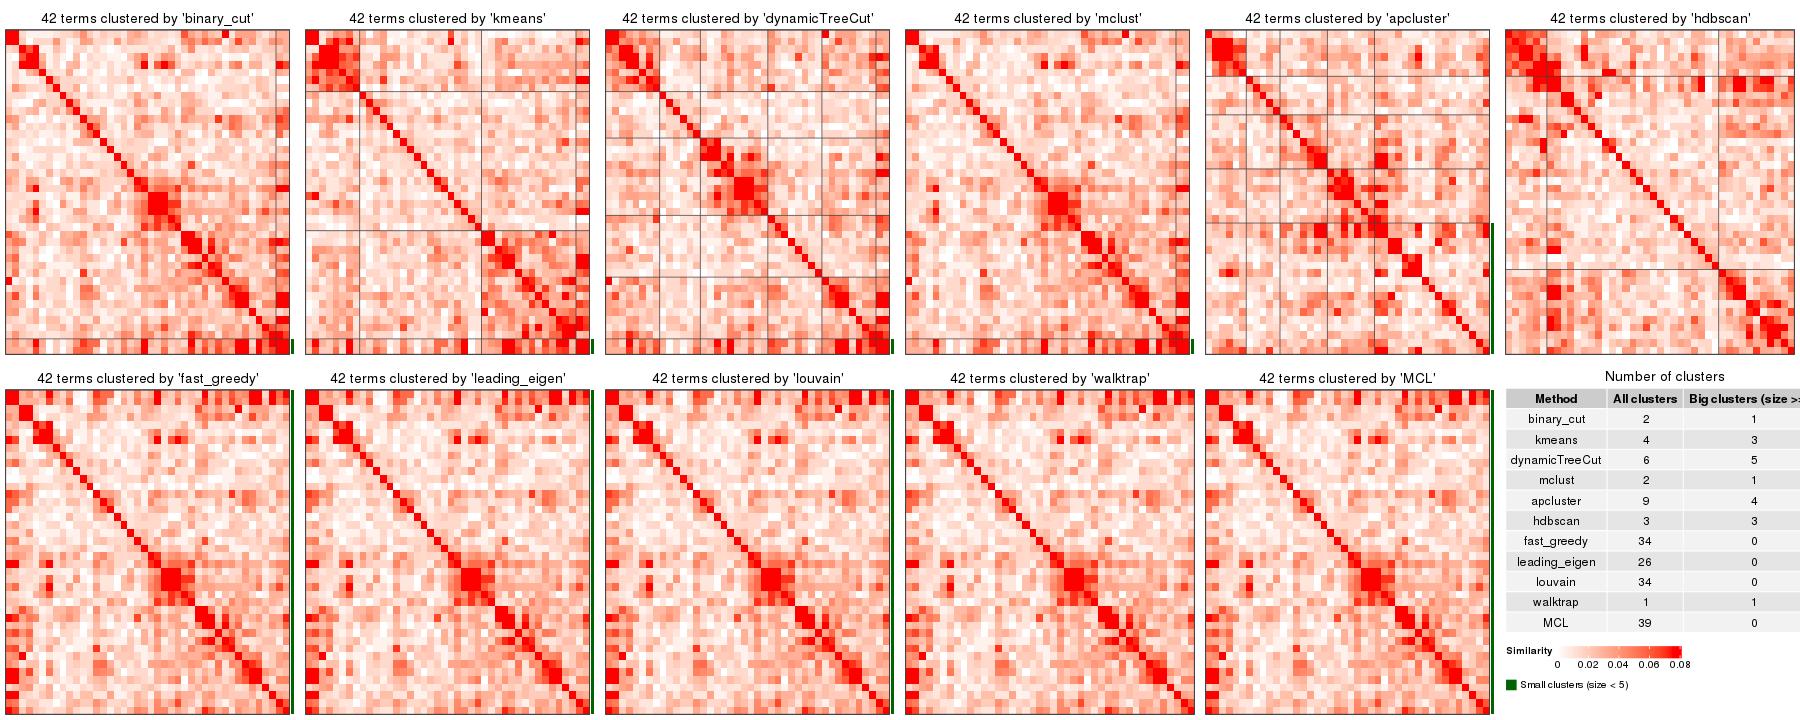 42 terms clustered by 'binary_cut'
42 terms clustered by 'kmeans'
42 terms clustered by 'dynamicTreeCut'
42 terms clustered by 'mclust'
42 terms clustered by 'apcluster'
42 terms clustered by 'hdbscan'
42 terms clustered by 'fast_greedy'
42 terms clustered by 'leading_eigen'
42 terms clustered by 'louvain'
42 terms clustered by 'walktrap'
42 terms clustered by 'MCL'
Number of clusters
Method All clusters Big clusters (size >=
binary_cut 2 1
kmeans 4 3
dynamicTreeCut 6 5
mclust 2 1
apcluster 9 4
hdbscan 3 3
fast_greedy 34 0
leading_eigen 26 0
louvain 34 0
walktrap 1 1
MCL 39 0
Similarity
0 0.02 0.04 0.06 0.08
Small clusters (size < 5)